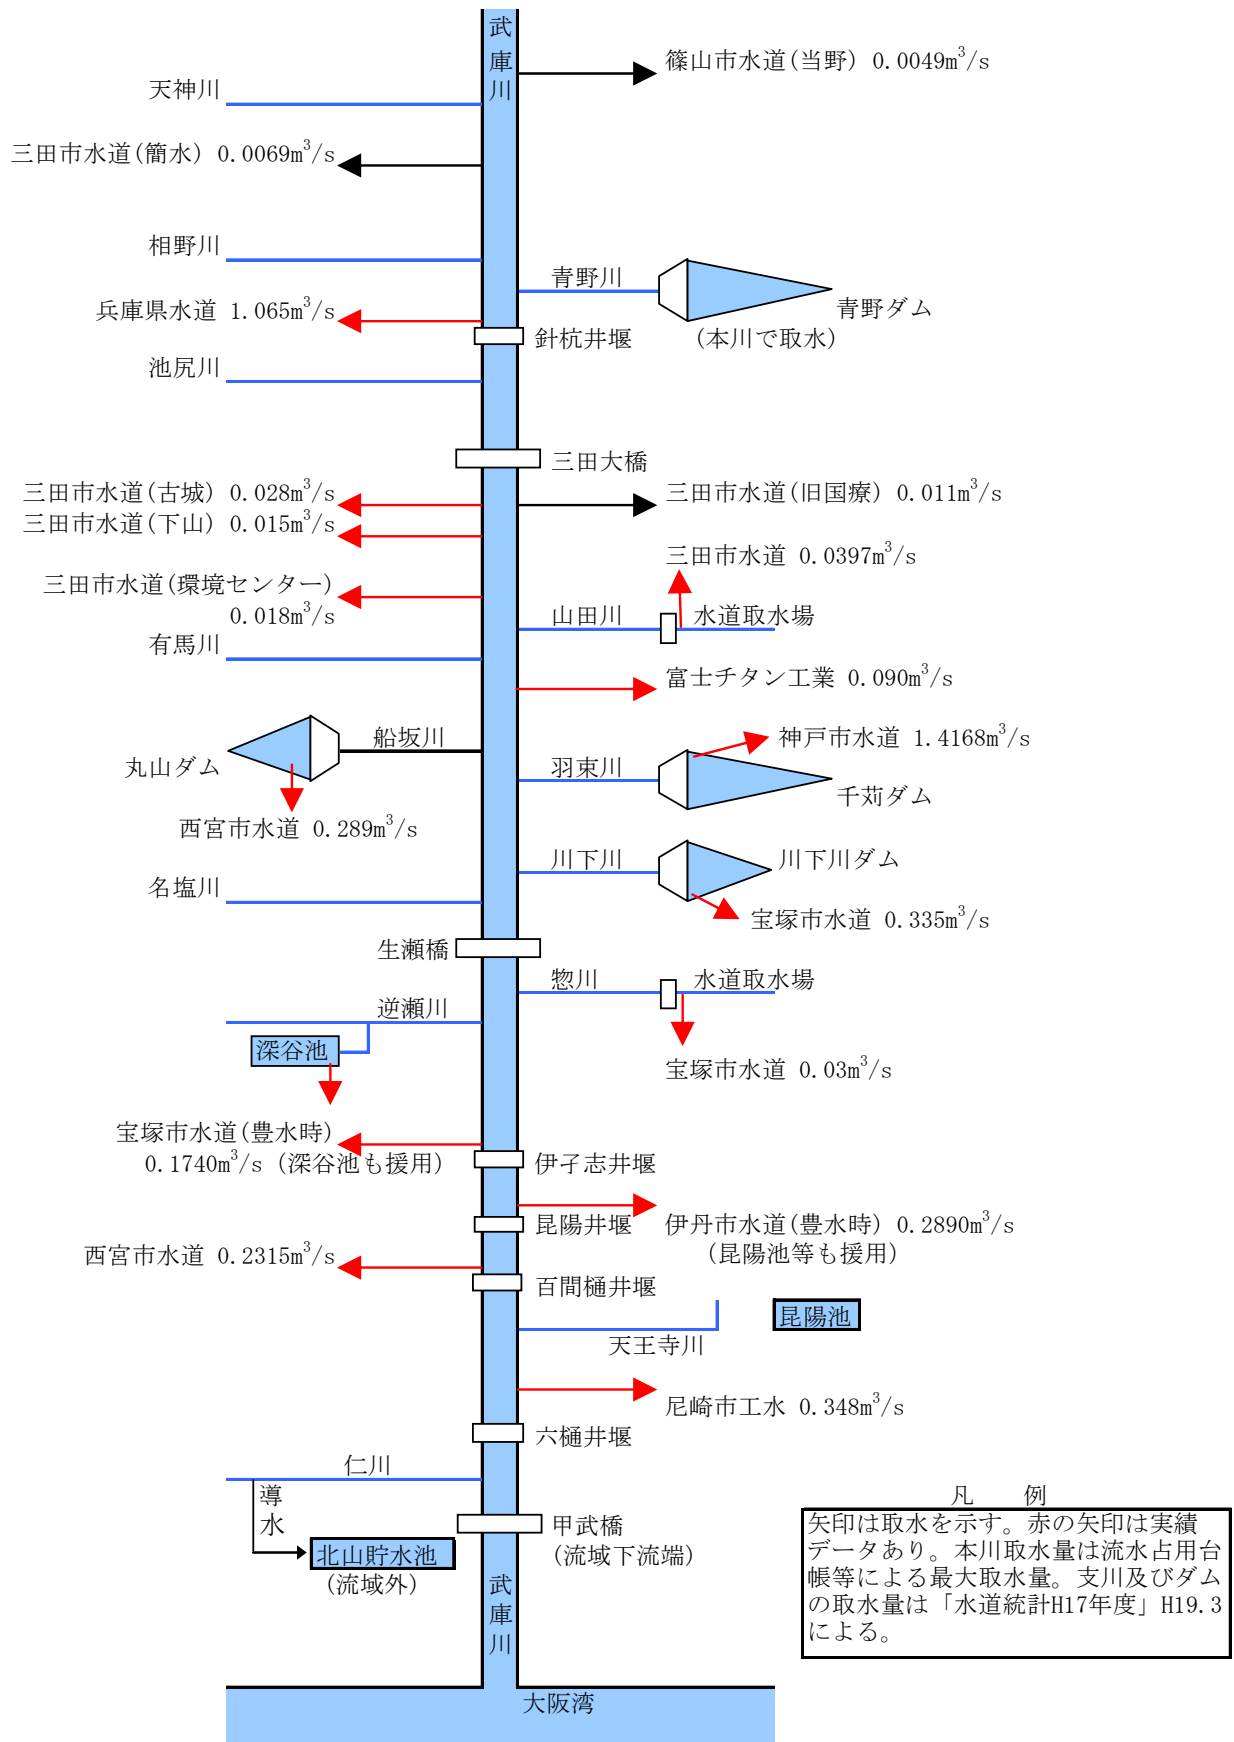 武庫川
篠山市水道(当野) 0.0049m³/s
天神川
三田市水道(簡水) 0.0069m³/s
相野川
青野川
青野ダム
(本川で取水)
兵庫県水道 1.065m³/s
針杭井堰
池尻川
三田大橋
三田市水道(古城) 0.028m³/s
三田市水道(旧国療) 0.011m³/s
三田市水道(下山) 0.015m³/s
三田市水道 0.0397m³/s
三田市水道(環境センター)
0.018m³/s
山田川
水道取水場
有馬川
富士チタン工業 0.090m³/s
船坂川
丸山ダム
神戸市水道 1.4168m³/s
羽束川
千苅ダム
西宮市水道 0.289m³/s
川下川
川下川ダム
名塩川
宝塚市水道 0.335m³/s
生瀬橋
惣川
水道取水場
逆瀬川
深谷池
宝塚市水道 0.03m³/s
宝塚市水道(豊水時)
0.1740m³/s (深谷池も援用)
伊孑志井堰
昆陽井堰
伊丹市水道(豊水時) 0.2890m³/s
(昆陽池等も援用)
西宮市水道 0.2315m³/s
百間樋井堰
昆陽池
天王寺川
尼崎市工水 0.348m³/s
六樋井堰
仁川
導水
北山貯水池
(流域外)
甲武橋
(流域下流端)
武庫川
大阪湾
凡 例
矢印は取水を示す。赤の矢印は実績
データあり。本川取水量は流水占用台
帳等による最大取水量。支川及びダム
の取水量は「水道統計H17年度」H19.3
による。